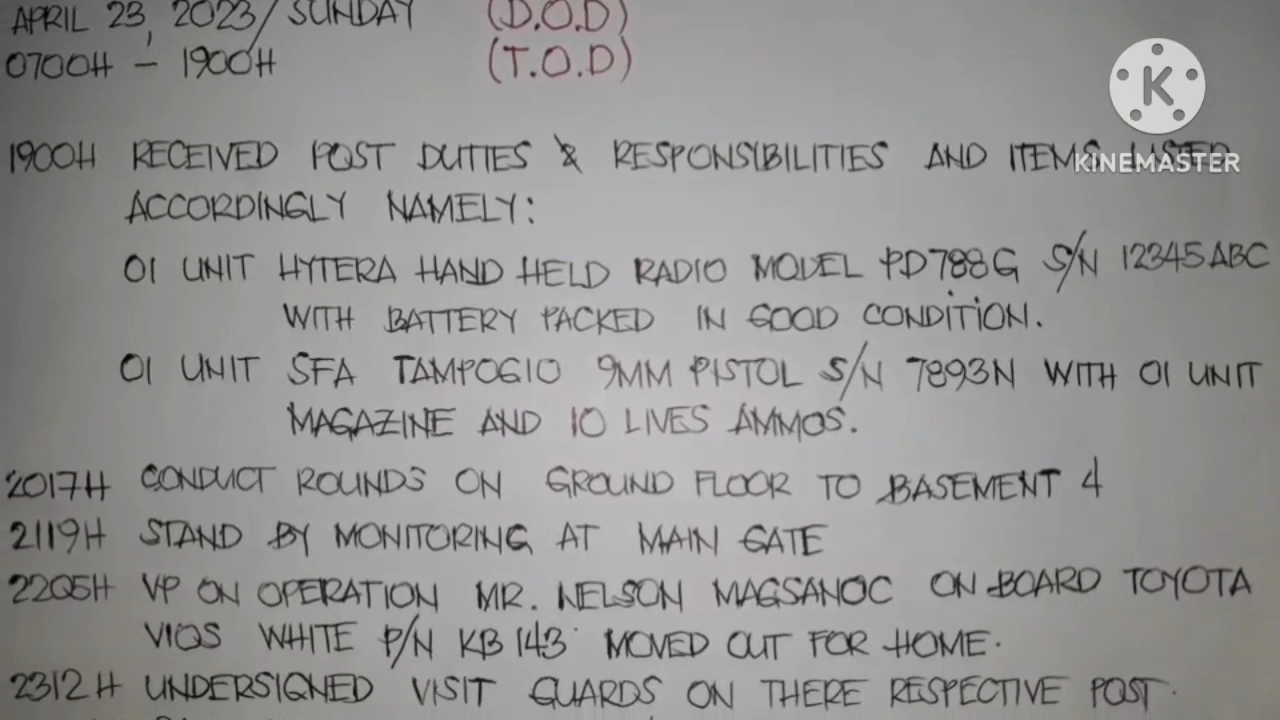 APRIL 23, 2023/SUNDAY (D.O.D)
0700H - 1900H (T.O.D)
1900H RECEIVED POST DUTIES & RESPONSIBILITIES AND ITEMS LISTED
ACCORDINGLY NAMELY:
01 UNIT HYTERA HAND HELD RADIO MODEL PD788G S/N 12345ABC
WITH BATTERY PACKED IN GOOD CONDITION.
01 UNIT SFA TAMPOGIO 9MM PISTOL S/N 7893N WITH 01 UNIT
MAGAZINE AND 10 LIVES AMMOS.
2017H CONDUCT ROUNDS ON GROUND FLOOR TO BASEMENT 4
2119H STAND BY MONITORING AT MAIN GATE
2205H VP ON OPERATION MR. NELSON MAGSANOC ON BOARD TOYOTA
VIOS WHITE P/N KB 143 MOVED OUT FOR HOME.
2312H UNDERSIGNED VISIT GUARDS ON THERE RESPECTIVE POST.
K
KINEMASTER